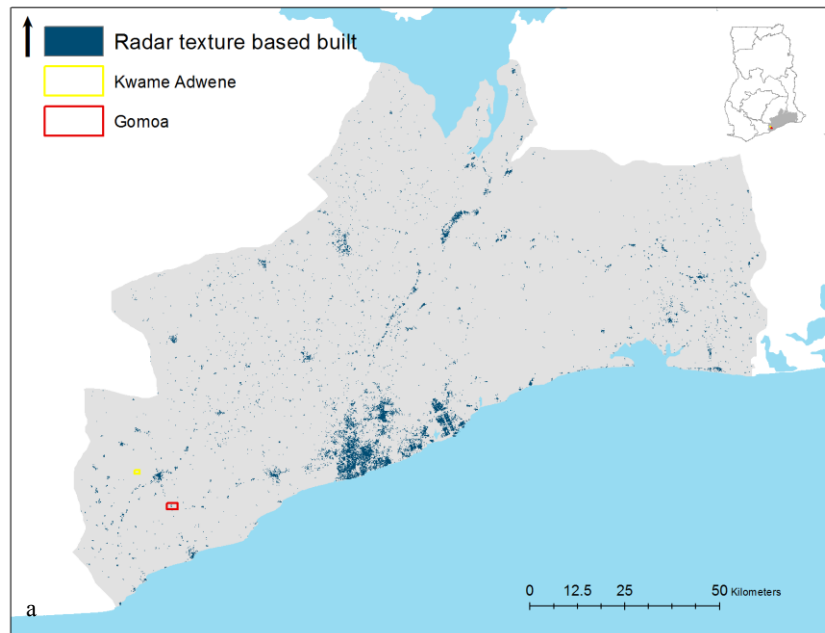 Radar texture based built
Kwame Adwene
Gomoa
a
0 12.5 25 50 Kilometers